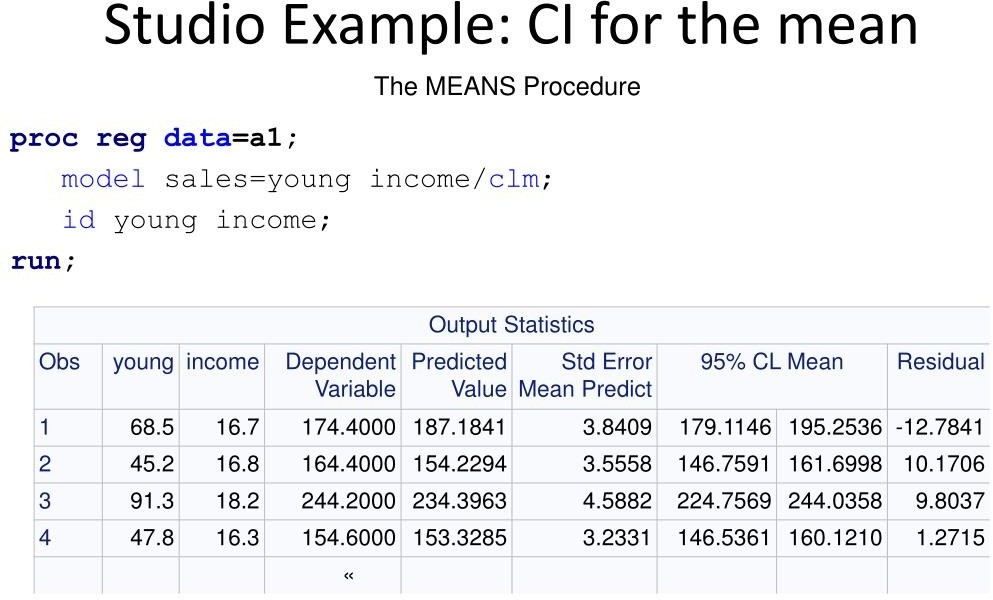 Studio Example: CI for the mean
The MEANS Procedure
proc reg data=a1;
model sales=young income/clm;
id young income;
run;
Output Statistics
Obs young income Dependent Variable Predicted Value Std Error Mean Predict 95% CL Mean Residual
1 68.5 16.7 174.4000 187.1841 3.8409 179.1146 195.2536 -12.7841
2 45.2 16.8 164.4000 154.2294 3.5558 146.7591 161.6998 10.1706
3 91.3 18.2 244.2000 234.3963 4.5882 224.7569 244.0358 9.8037
4 47.8 16.3 154.6000 153.3285 3.2331 146.5361 160.1210 1.2715
«